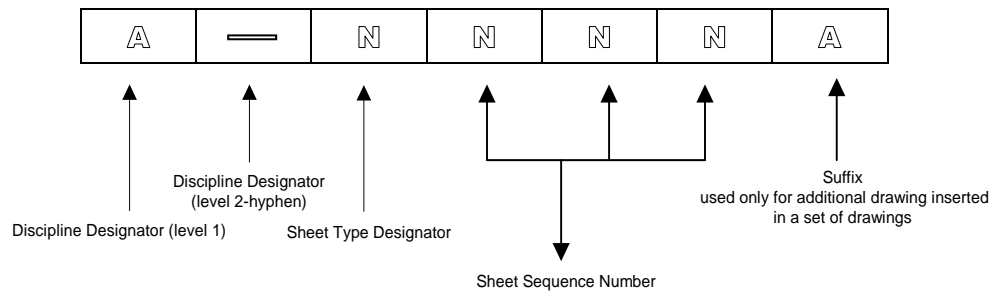 A — N N N N A
Discipline Designator
(level 2-hyphen)
Suffix
used only for additional drawing inserted
in a set of drawings
Discipline Designator (level 1)
Sheet Type Designator
Sheet Sequence Number